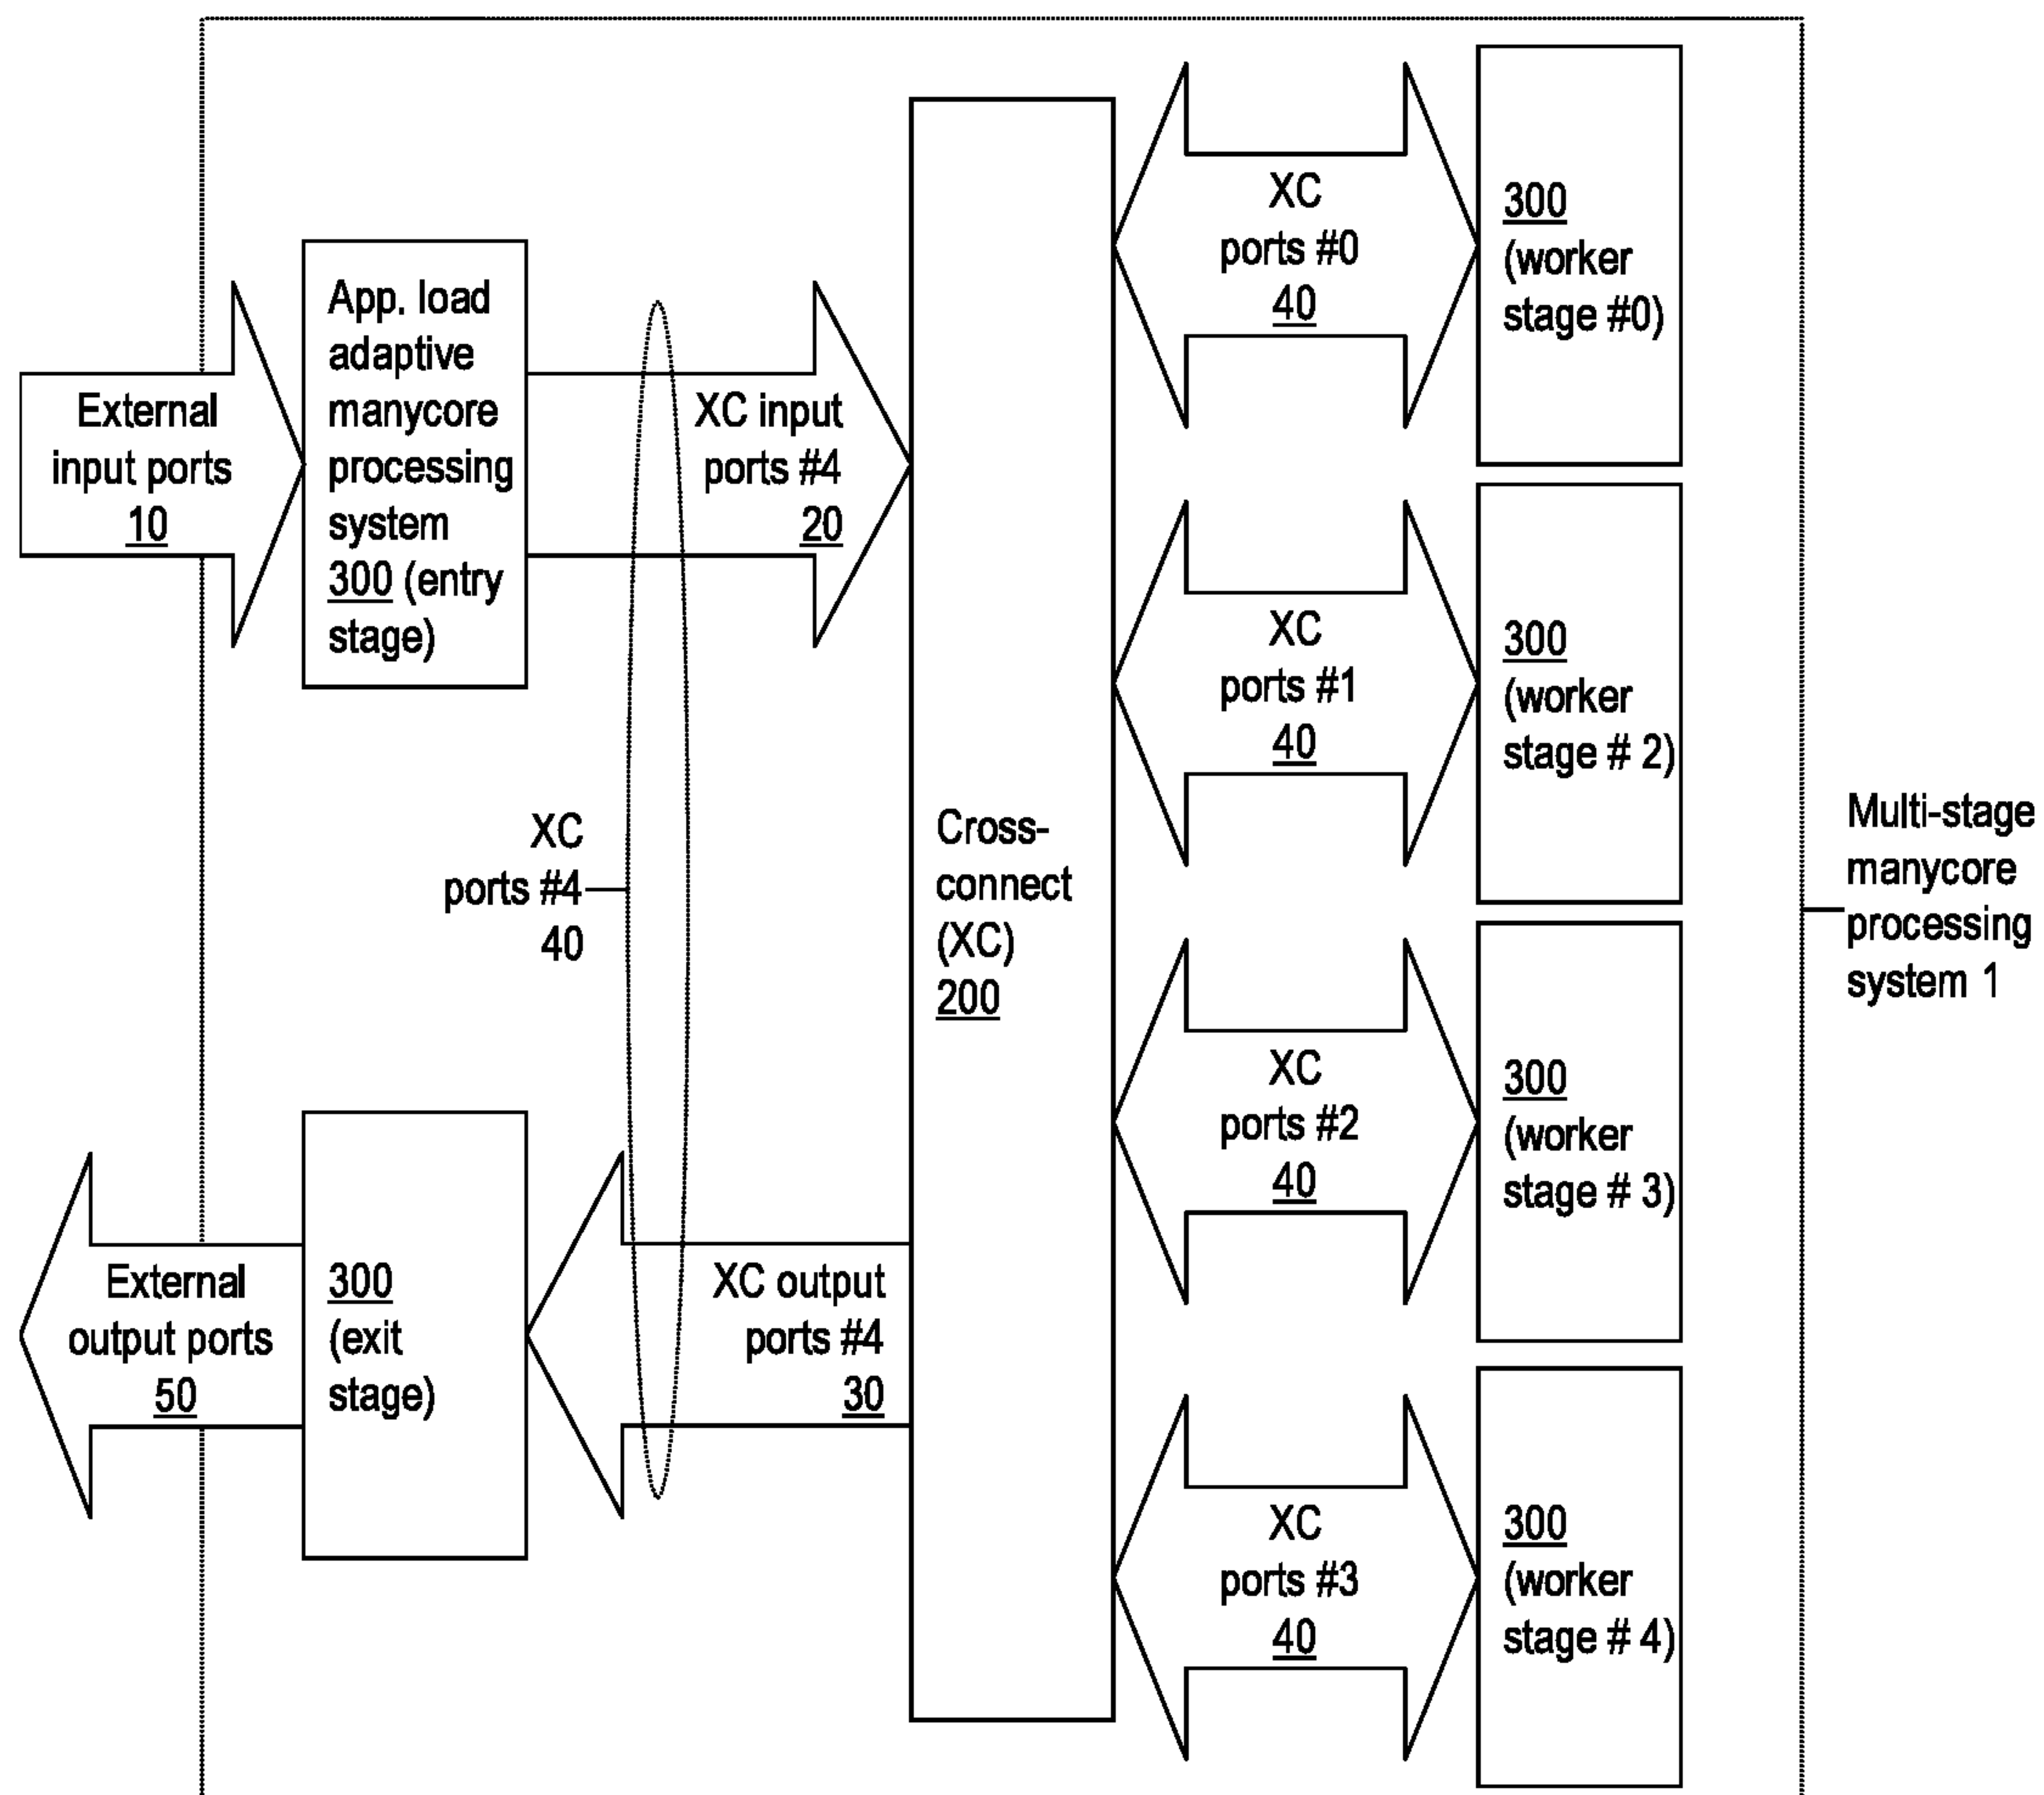 External
input ports
10
App. load
adaptive
manycore
processing
system
300 (entry
stage)
XC input
ports #4
20
XC
ports #4
40
External
output ports
50
300
(exit
stage)
XC output
ports #4
30
Cross-
connect
(XC)
200
XC
ports #0
40
300
(worker
stage #0)
XC
ports #1
40
300
(worker
stage # 2)
XC
ports #2
40
300
(worker
stage # 3)
XC
ports #3
40
300
(worker
stage # 4)
Multi-stage
manycore
processing
system 1